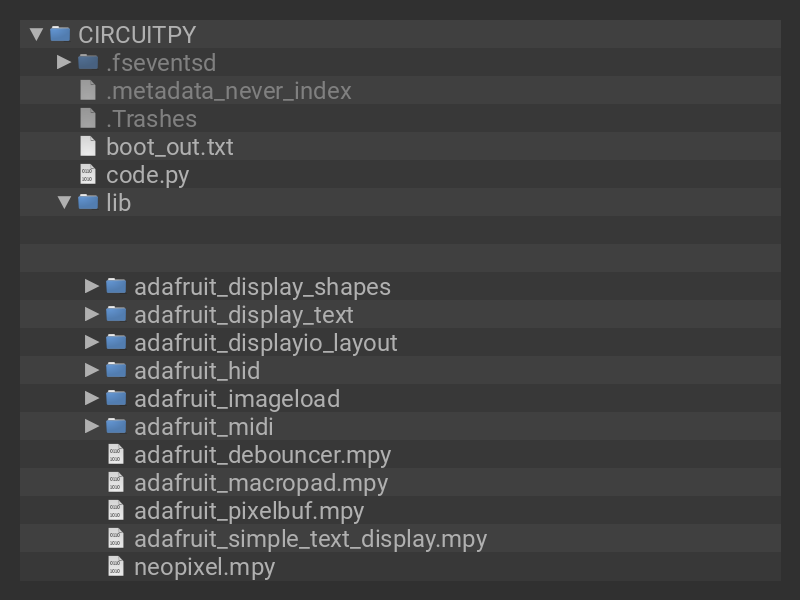 CIRCUITPY
.fseventsd
.metadata_never_index
.Trashes
boot_out.txt
code.py
lib
adafruit_display_shapes
adafruit_display_text
adafruit_displayio_layout
adafruit_hid
adafruit_imageload
adafruit_midi
adafruit_debouncer.mpy
adafruit_macropad.mpy
adafruit_pixelbuf.mpy
adafruit_simple_text_display.mpy
neopixel.mpy